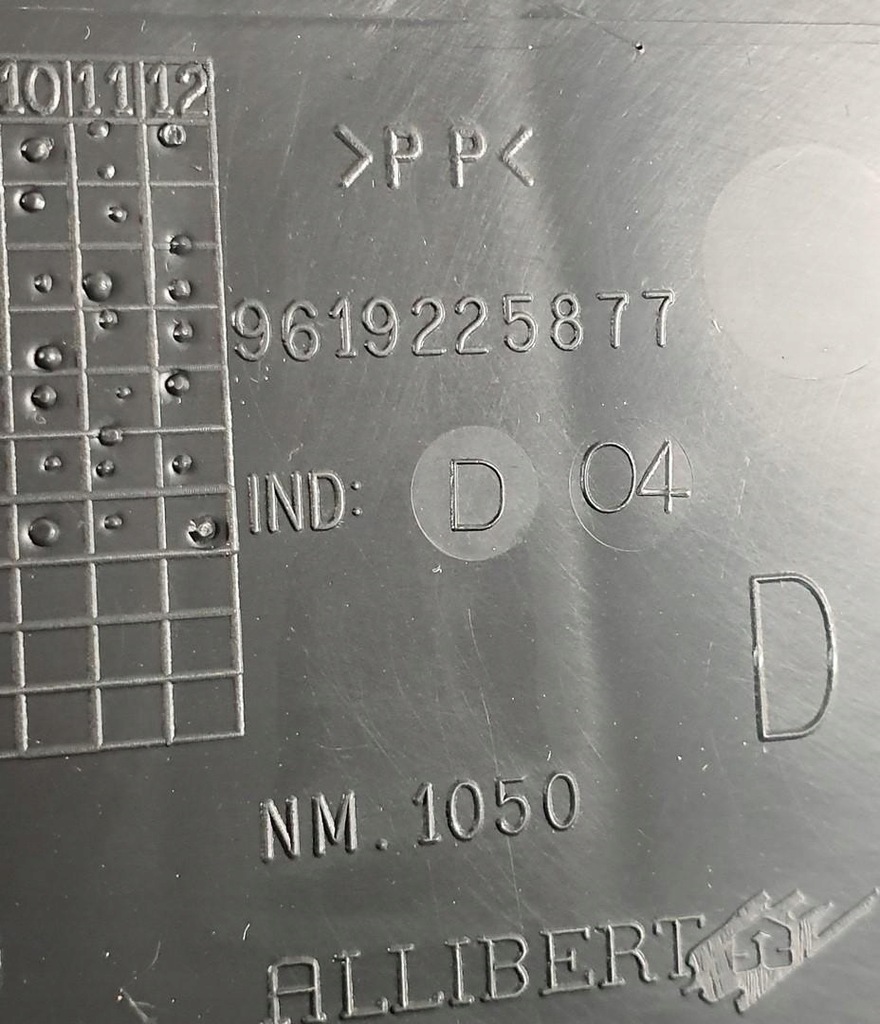 10 11 12
>PP<
9619225877
IND: D 04
D
NM.1050
ALLIBERT